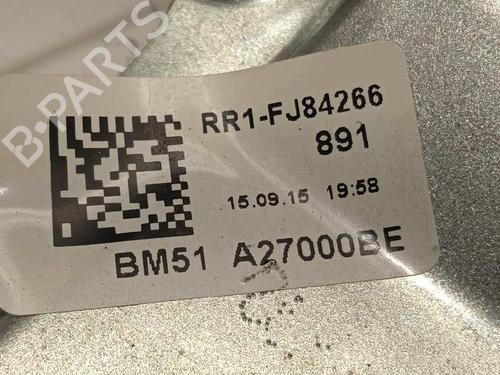 B-PARTS
RR1-FJ84266
891
15.09.15 19:58
BM51 A27000BE